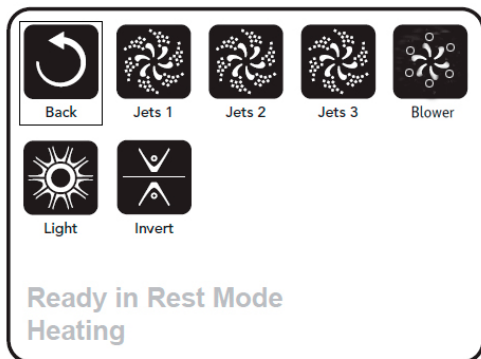 Back Jets 1 Jets 2 Jets 3 Blower
Light Invert
Ready in Rest Mode
Heating